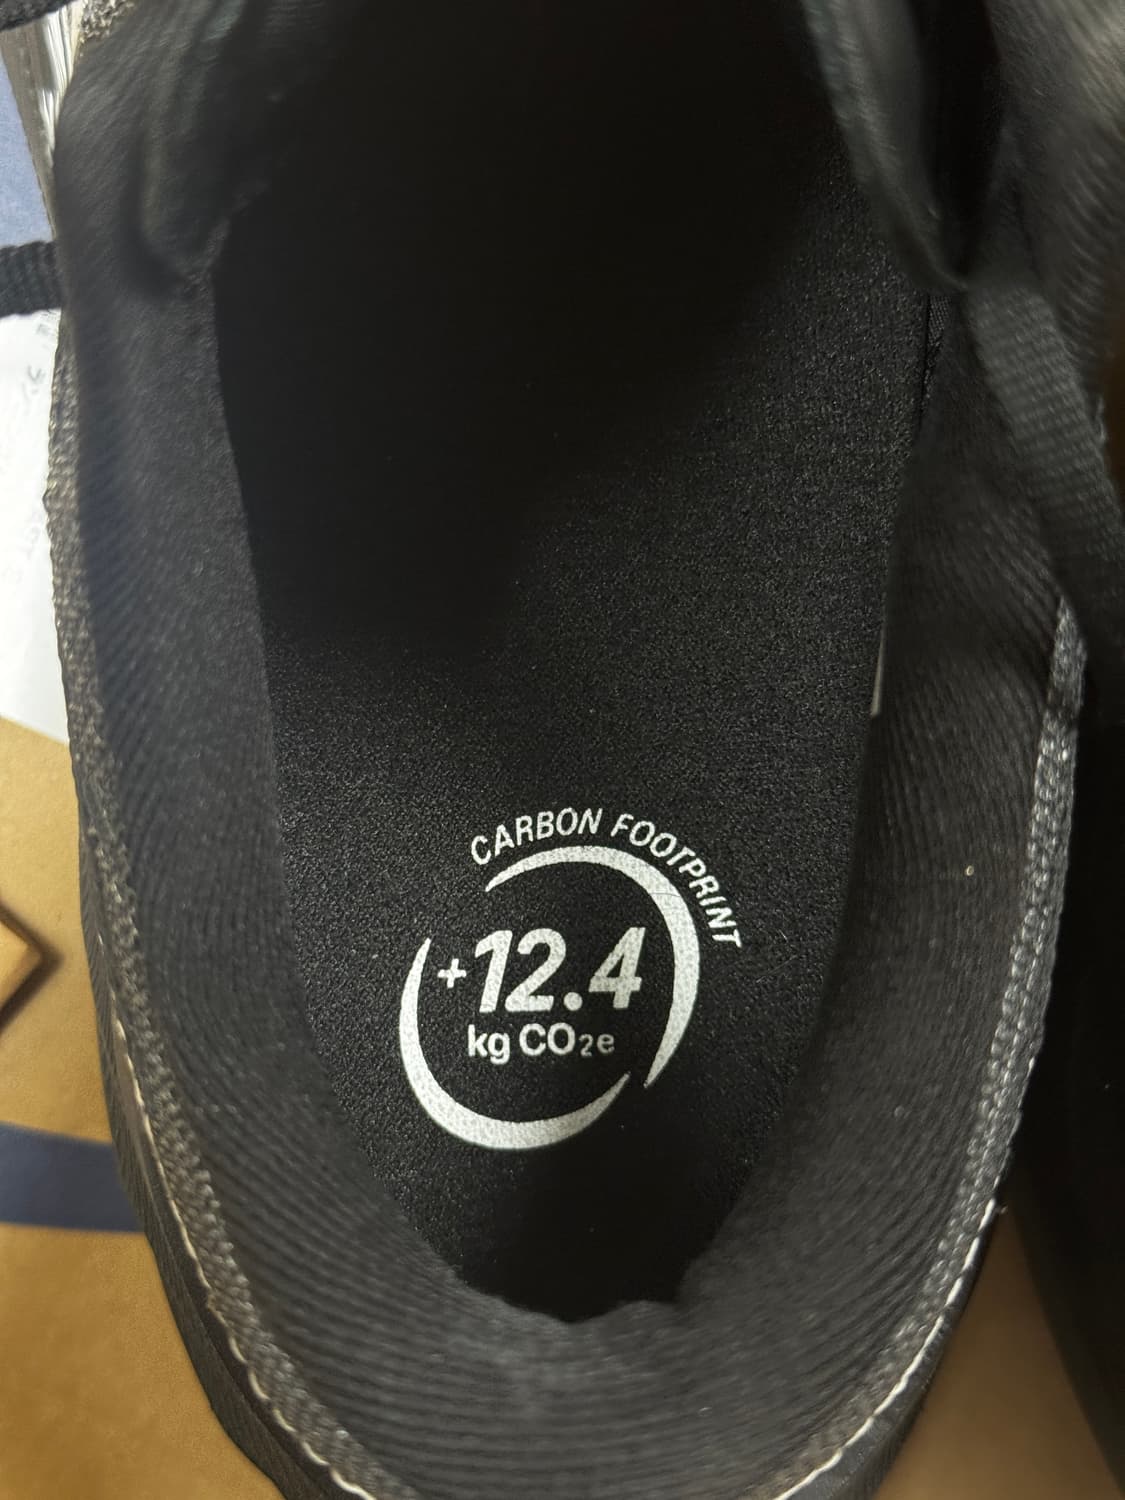 CARBON FOOTPRINT
+12.4
kg CO₂e